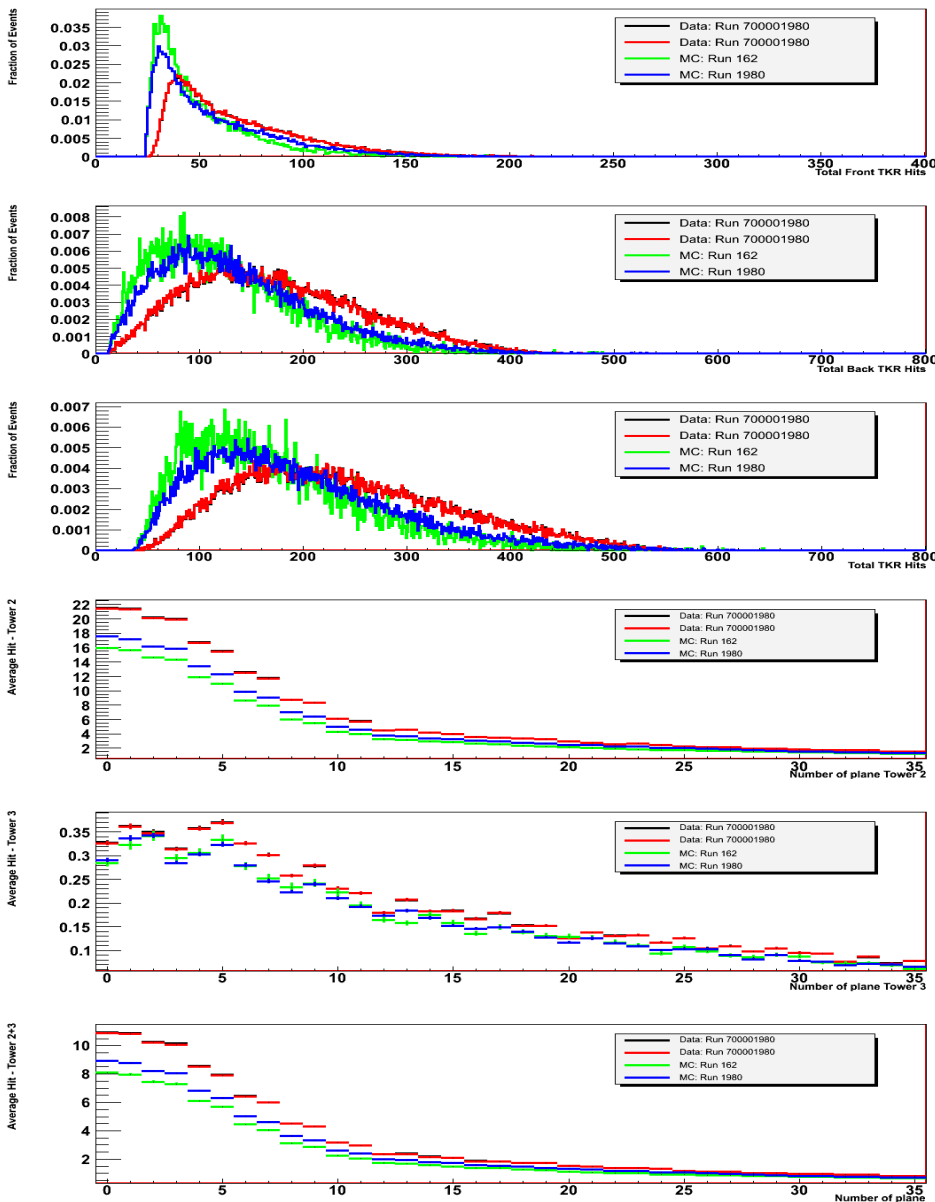 Fraction of Events
0.035
0.03
0.025
0.02
0.015
0.01
0.005
0
Data: Run 700001980
Data: Run 700001980
MC: Run 162
MC: Run 1980
0 50 100 150 200 250 300 350 400
Total Front TKR Hits
Fraction of Events
0.008
0.007
0.006
0.005
0.004
0.003
0.002
0.001
0
Data: Run 700001980
Data: Run 700001980
MC: Run 162
MC: Run 1980
0 100 200 300 400 500 600 700 800
Total Back TKR Hits
Fraction of Events
0.007
0.006
0.005
0.004
0.003
0.002
0.001
0
Data: Run 700001980
Data: Run 700001980
MC: Run 162
MC: Run 1980
0 100 200 300 400 500 600 700 800
Total TKR Hits
Average Hit - Tower 2
22
20
18
16
14
12
10
8
6
4
2
Data: Run 700001980
Data: Run 700001980
MC: Run 162
MC: Run 1980
0 5 10 15 20 25 30 35
Number of plane Tower 2
Average Hit - Tower 3
0.35
0.3
0.25
0.2
0.15
0.1
Data: Run 700001980
Data: Run 700001980
MC: Run 162
MC: Run 1980
0 5 10 15 20 25 30 35
Number of plane Tower 3
Average Hit - Tower 2+3
10
8
6
4
2
Data: Run 700001980
Data: Run 700001980
MC: Run 162
MC: Run 1980
0 5 10 15 20 25 30 35
Number of plane